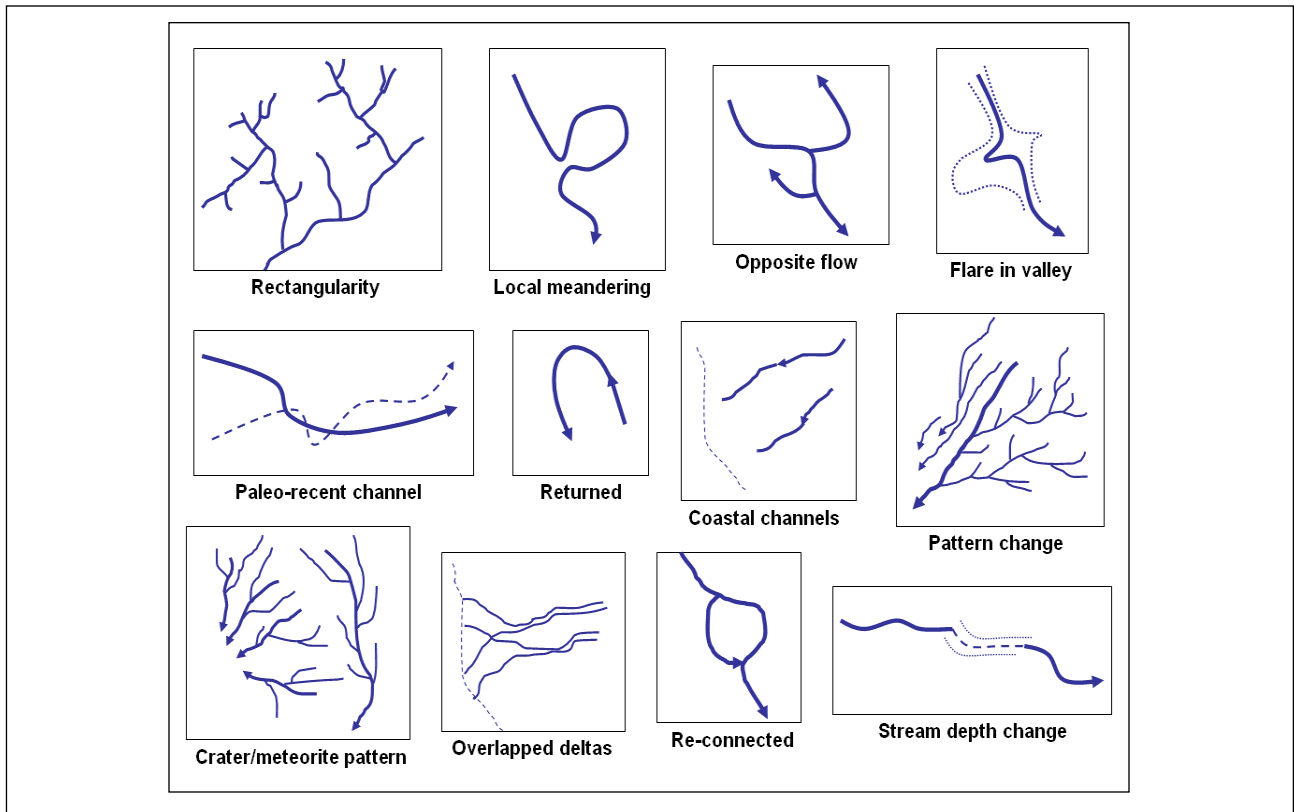 Rectangularity
Local meandering
Opposite flow
Flare in valley
Paleo-recent channel
Returned
Coastal channels
Pattern change
Crater/meteorite pattern
Overlapped deltas
Re-connected
Stream depth change